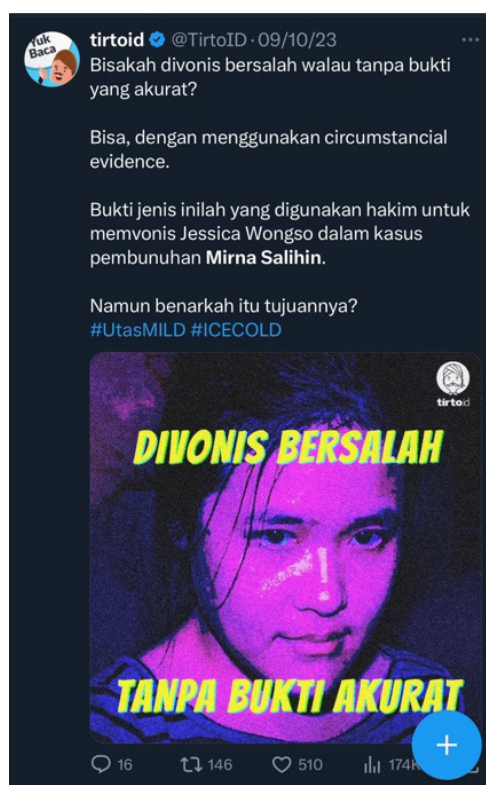 Yuk
Baca
tirtoid @TirtoID · 09/10/23
Bisakah divonis bersalah walau tanpa bukti
yang akurat?
Bisa, dengan menggunakan circumstancial
evidence.
Bukti jenis inilah yang digunakan hakim untuk
memvonis Jessica Wongso dalam kasus
pembunuhan Mirna Salihin.
Namun benarkah itu tujuannya?
#UtasMILD #ICECOLD
tirtoid
DIVONIS BERSALAH
TANPA BUKTI AKURAT
16 146 510 174K